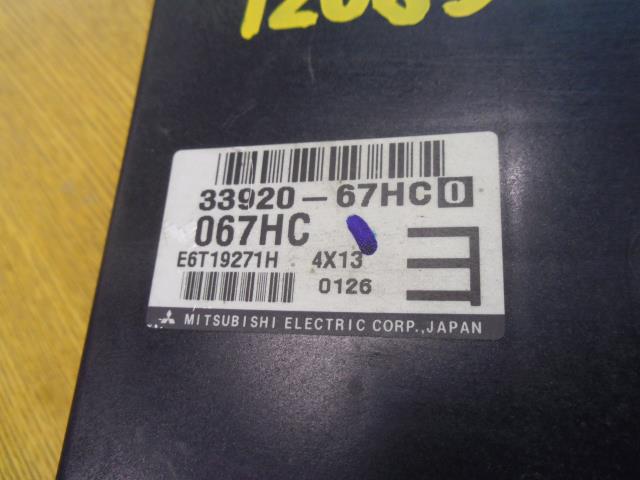 33920-67HC0
067HC
E6T19271H 4X13
0126
MITSUBISHI ELECTRIC CORP., JAPAN